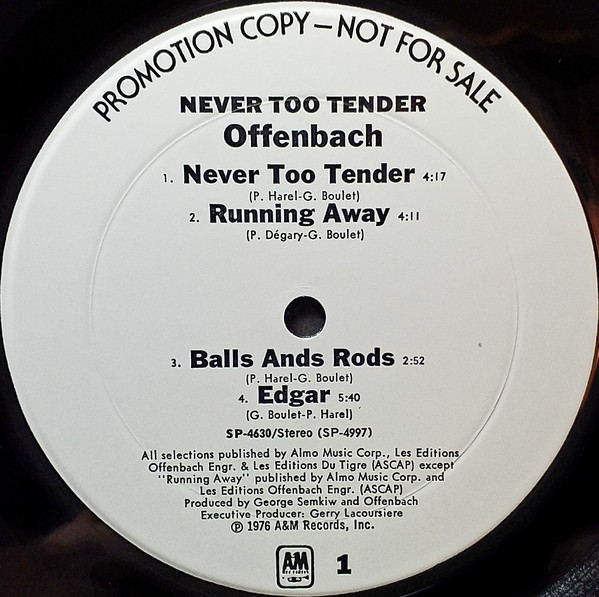 PROMOTION COPY—NOT FOR SALE
NEVER TOO TENDER
Offenbach
1. Never Too Tender 4:17
(P. Harel-G. Boulet)
2. Running Away 4:11
(P. Dégary-G. Boulet)
3. Balls Ands Rods 2:52
(P. Harel-G. Boulet)
4. Edgar 5:40
(G. Boulet-P. Harel)
SP-4630/Stereo (SP-4997)
All selections published by Almo Music Corp., Les Editions
Offenbach Engr. & Les Editions Du Tigre (ASCAP) except
"Running Away" published by Almo Music Corp. and
Les Editions Offenbach Engr. (ASCAP)
Produced by George Semkiw and Offenbach
Executive Producer: Gerry Lacoursiere
℗ 1976 A&M Records, Inc.
AM
RECORDS
1